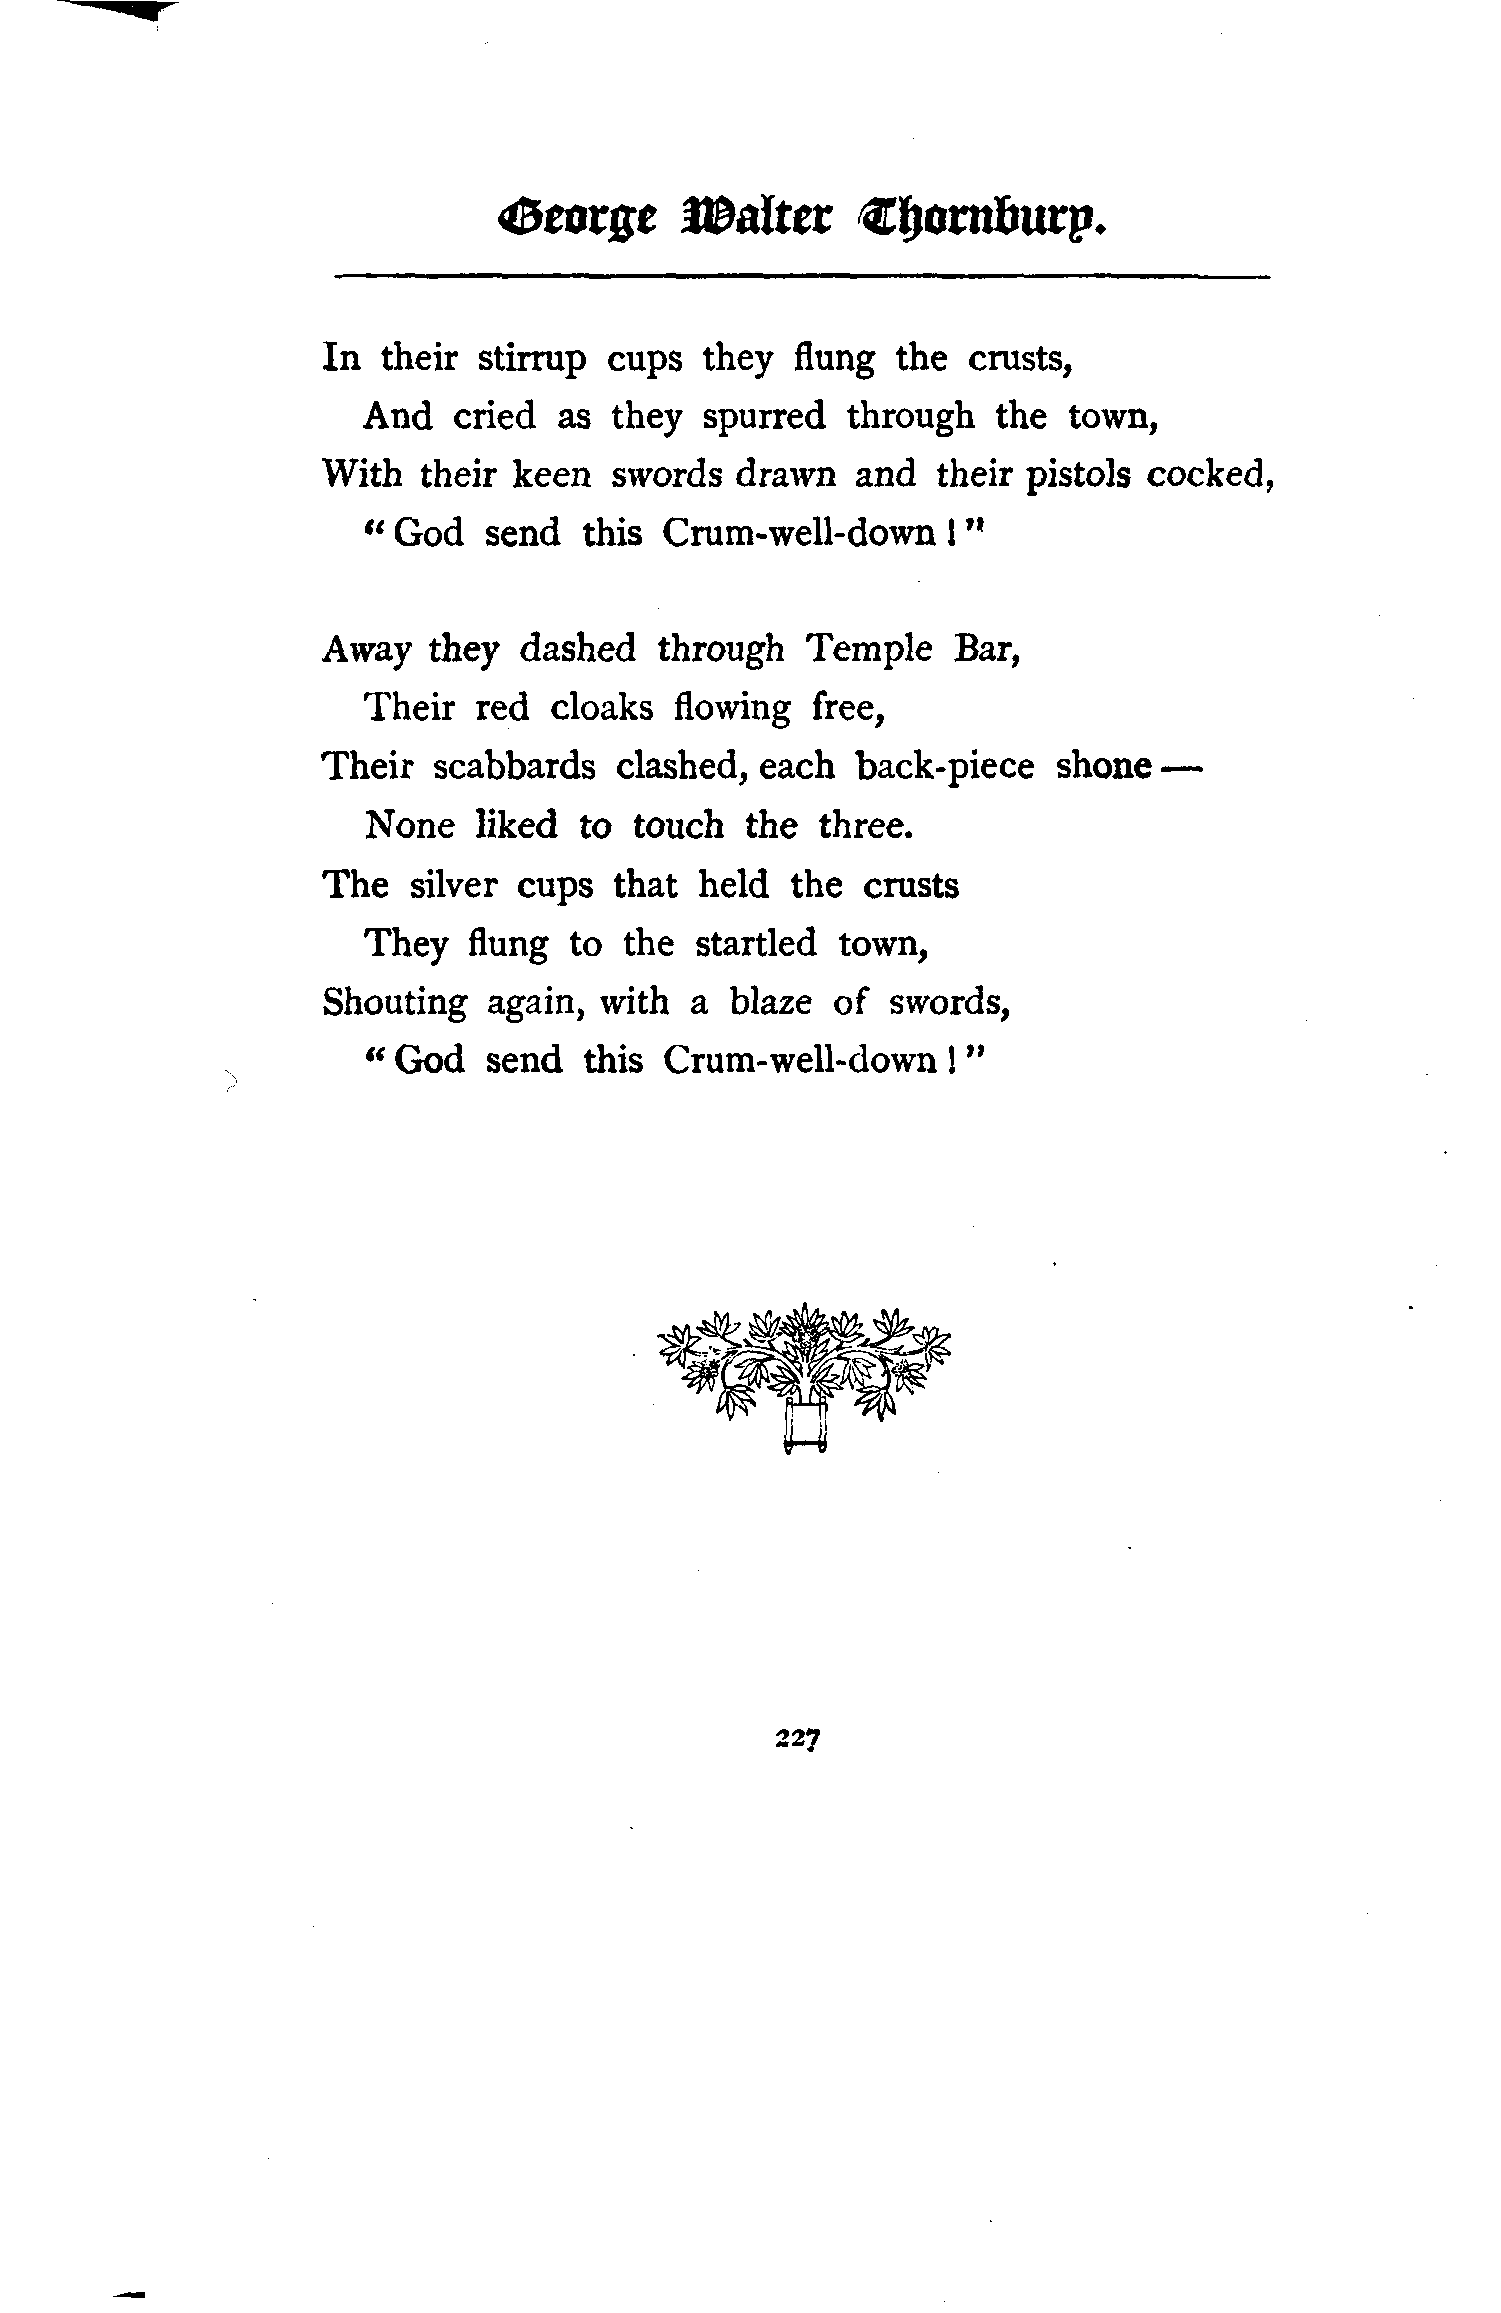 George Walter Thornbury.
In their stirrup cups they flung the crusts,
And cried as they spurred through the town,
With their keen swords drawn and their pistols cocked,
“God send this Crum-well-down!”
Away they dashed through Temple Bar,
Their red cloaks flowing free,
Their scabbards clashed, each back-piece shone—
None liked to touch the three.
The silver cups that held the crusts
They flung to the startled town,
Shouting again, with a blaze of swords,
“God send this Crum-well-down!”
227